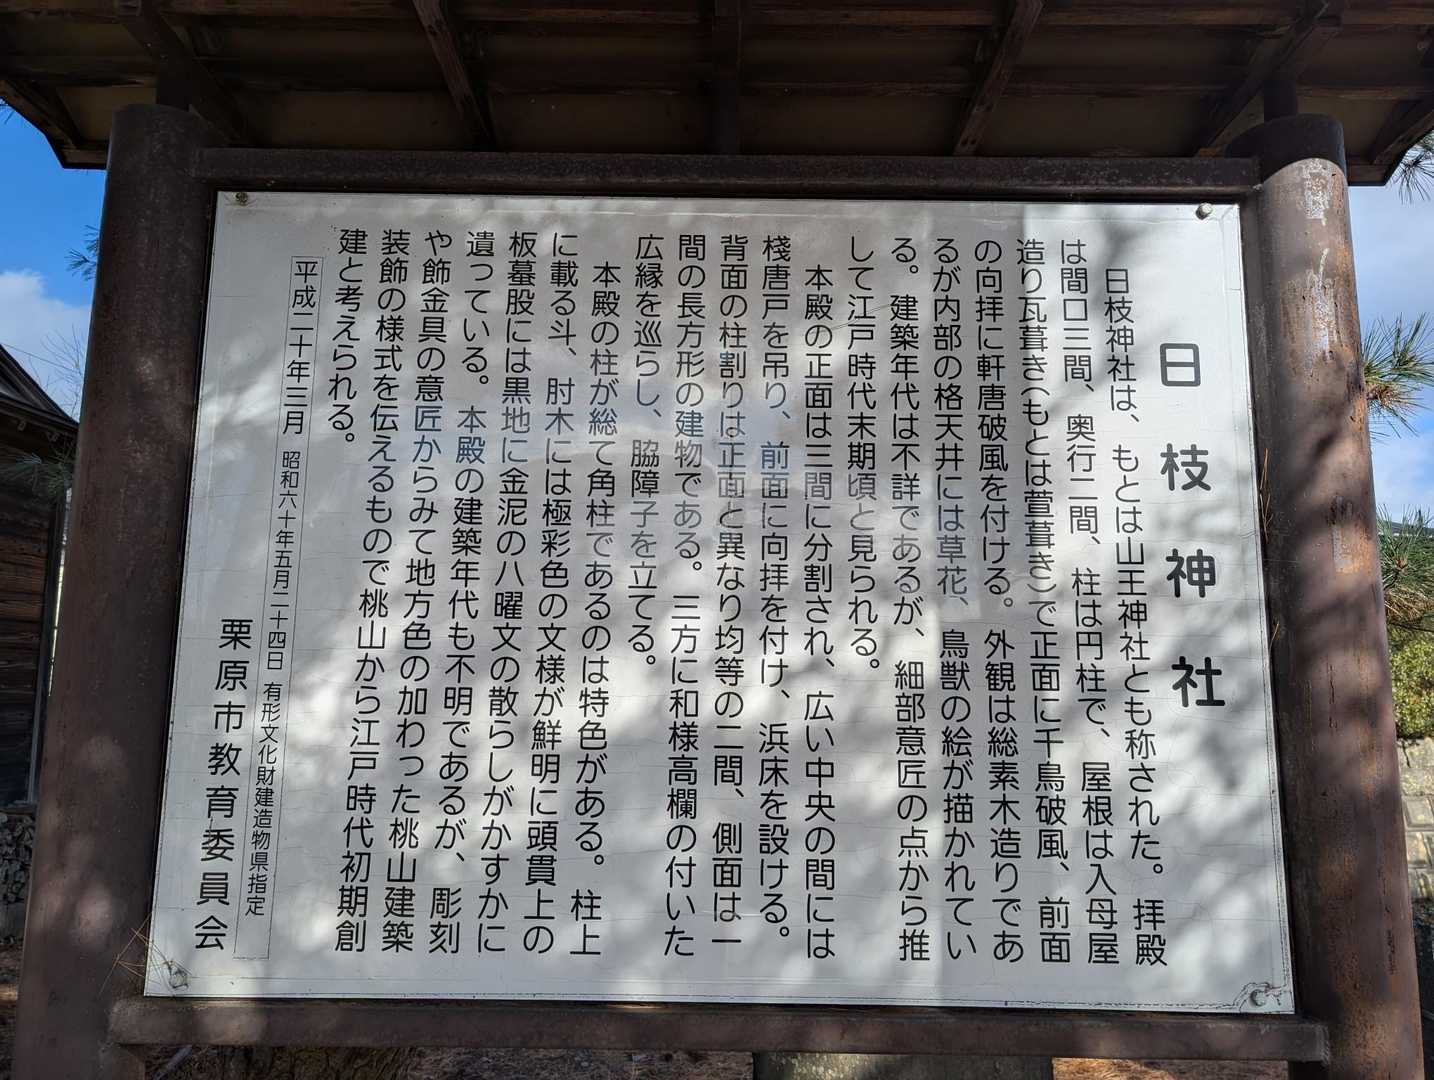 日枝神社
日枝神社は、もとは山王神社とも称された。拝殿
は間口三間、奥行二間、柱は円柱で、屋根は入母屋
造り瓦葺き(もとは萱葺き)で正面に千鳥破風、前面
の向拝に軒唐破風を付ける。外観は総素木造りであ
るが内部の格天井には草花、鳥獣の絵が描かれてい
る。建築年代は不詳であるが、細部意匠の点から推
して江戸時代末期頃と見られる。
本殿の正面は三間に分割され、広い中央の間には
棧唐戸を吊り、前面に向拝を付け、浜床を設ける。
背面の柱割りは正面と異なり均等の二間、側面は一
間の長方形の建物である。三方に和様高欄の付いた
広縁を巡らし、脇障子を立てる。
本殿の柱が総て角柱であるのは特色がある。柱上
に載る斗、肘木には極彩色の文様が鮮明に頭貫上の
板蟇股には黒地に金泥の八曜文の散らしがかすかに
遺っている。本殿の建築年代も不明であるが、彫刻
や飾金具の意匠からみて地方色の加わった桃山建築
装飾の様式を伝えるもので桃山から江戸時代初期創
建と考えられる。
平成二十年三月 昭和六十年五月二十四日 有形文化財建造物県指定
栗原市教育委員会